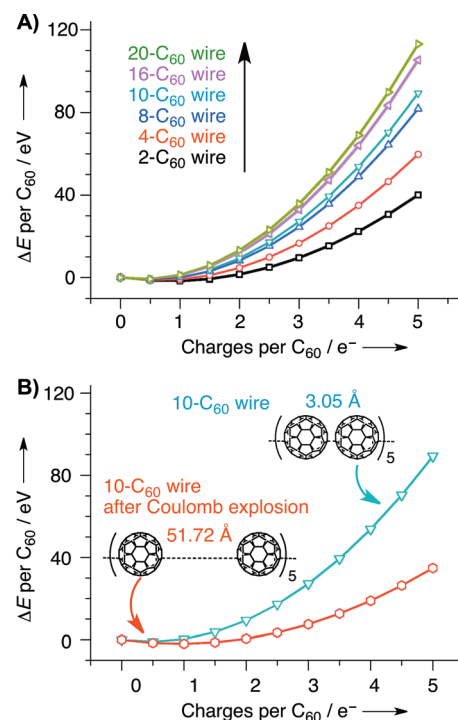 A)
120
80
40
0
ΔE per C60 / eV ⟶
20-C60 wire
16-C60 wire
10-C60 wire
8-C60 wire
4-C60 wire
2-C60 wire
0 1 2 3 4 5
Charges per C60 / e− ⟶
B)
120
80
40
0
ΔE per C60 / eV ⟶
10-C60 wire 3.05 Å
5
10-C60 wire
after Coulomb explosion
51.72 Å
5
0 1 2 3 4 5
Charges per C60 / e− ⟶